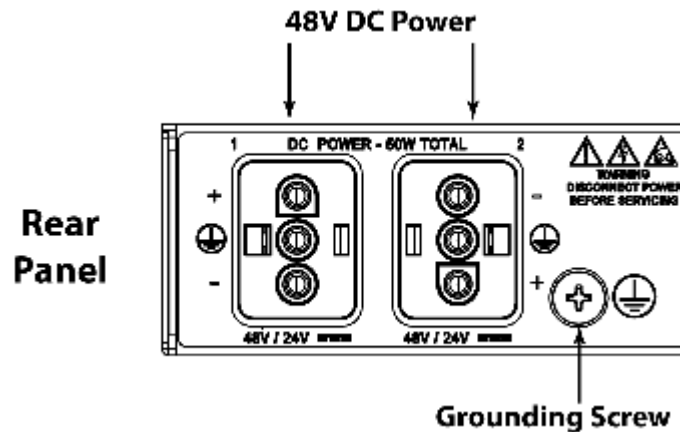 48V DC Power
1 DC POWER - 60W TOTAL 2
+ -
- +
WARNING
DISCONNECT POWER
BEFORE SERVICING
Rear
Panel
48V / 24V 48V / 24V
Grounding Screw